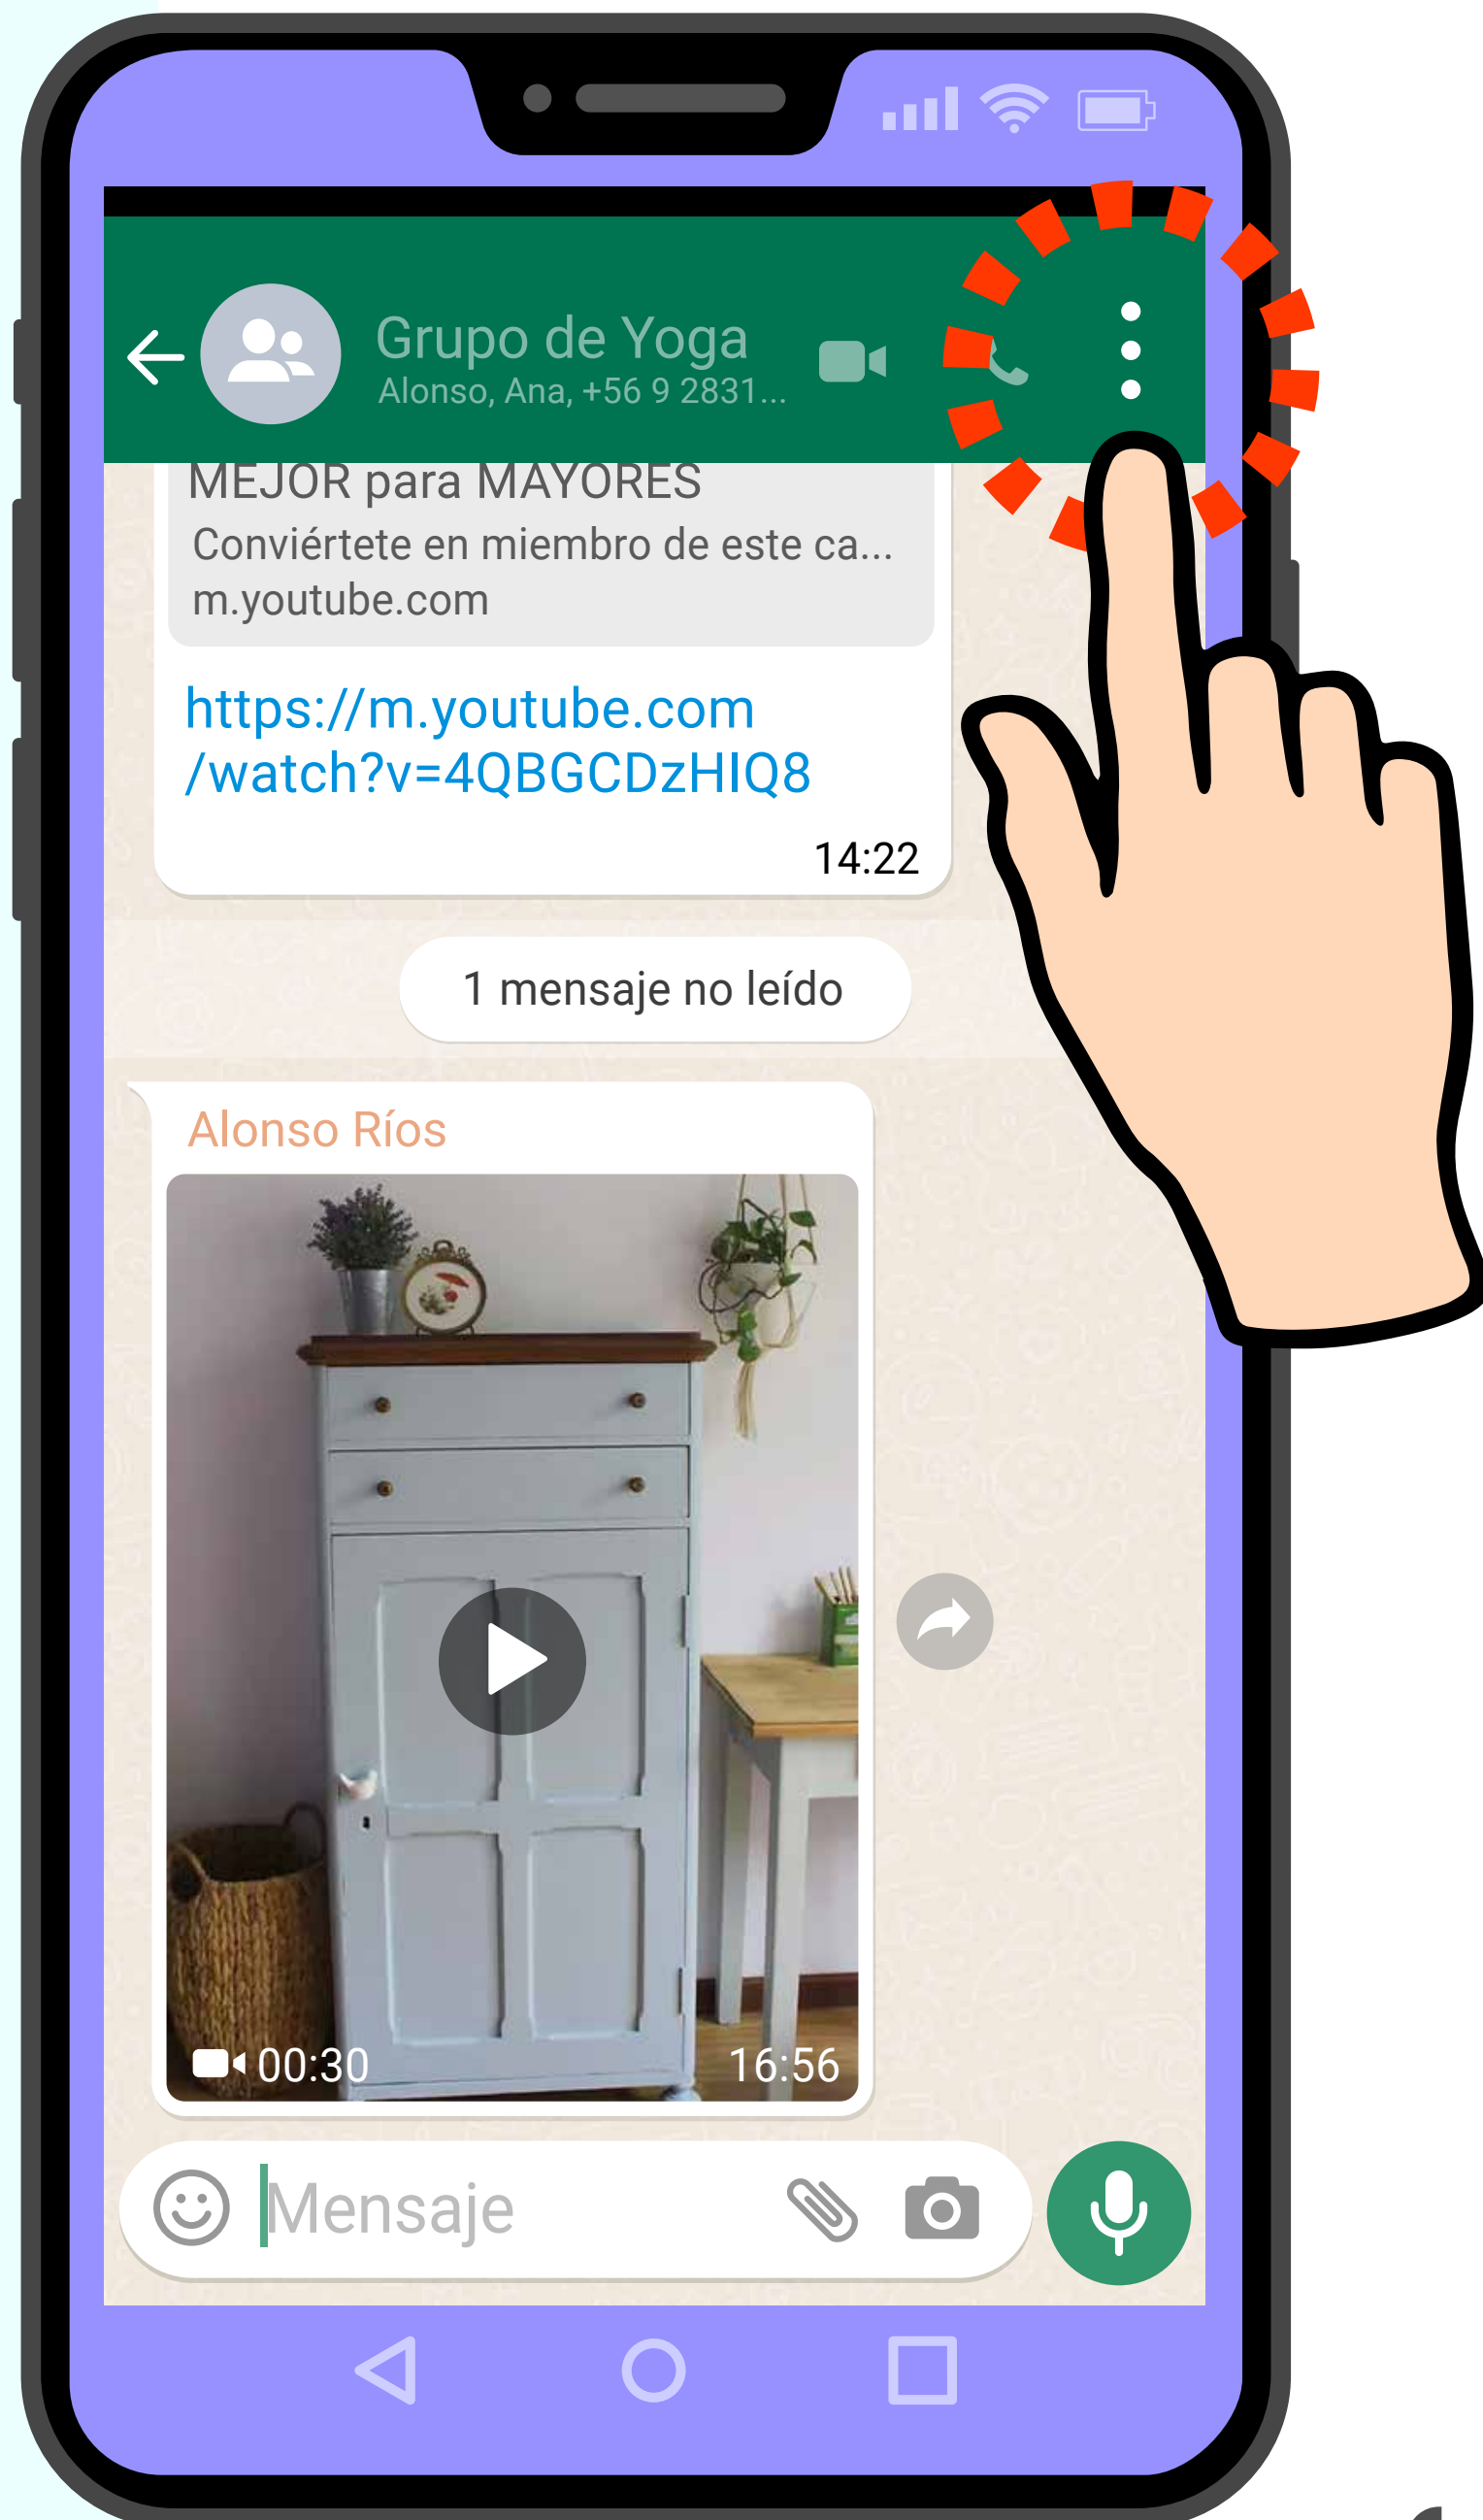 Grupo de Yoga
Alonso, Ana, +56 9 2831...
MEJOR para MAYORES
Conviértete en miembro de este ca...
m.youtube.com
https://m.youtube.com
/watch?v=4QBGCDzHIQ8
14:22
1 mensaje no leído
Alonso Ríos
00:30 16:56
Mensaje